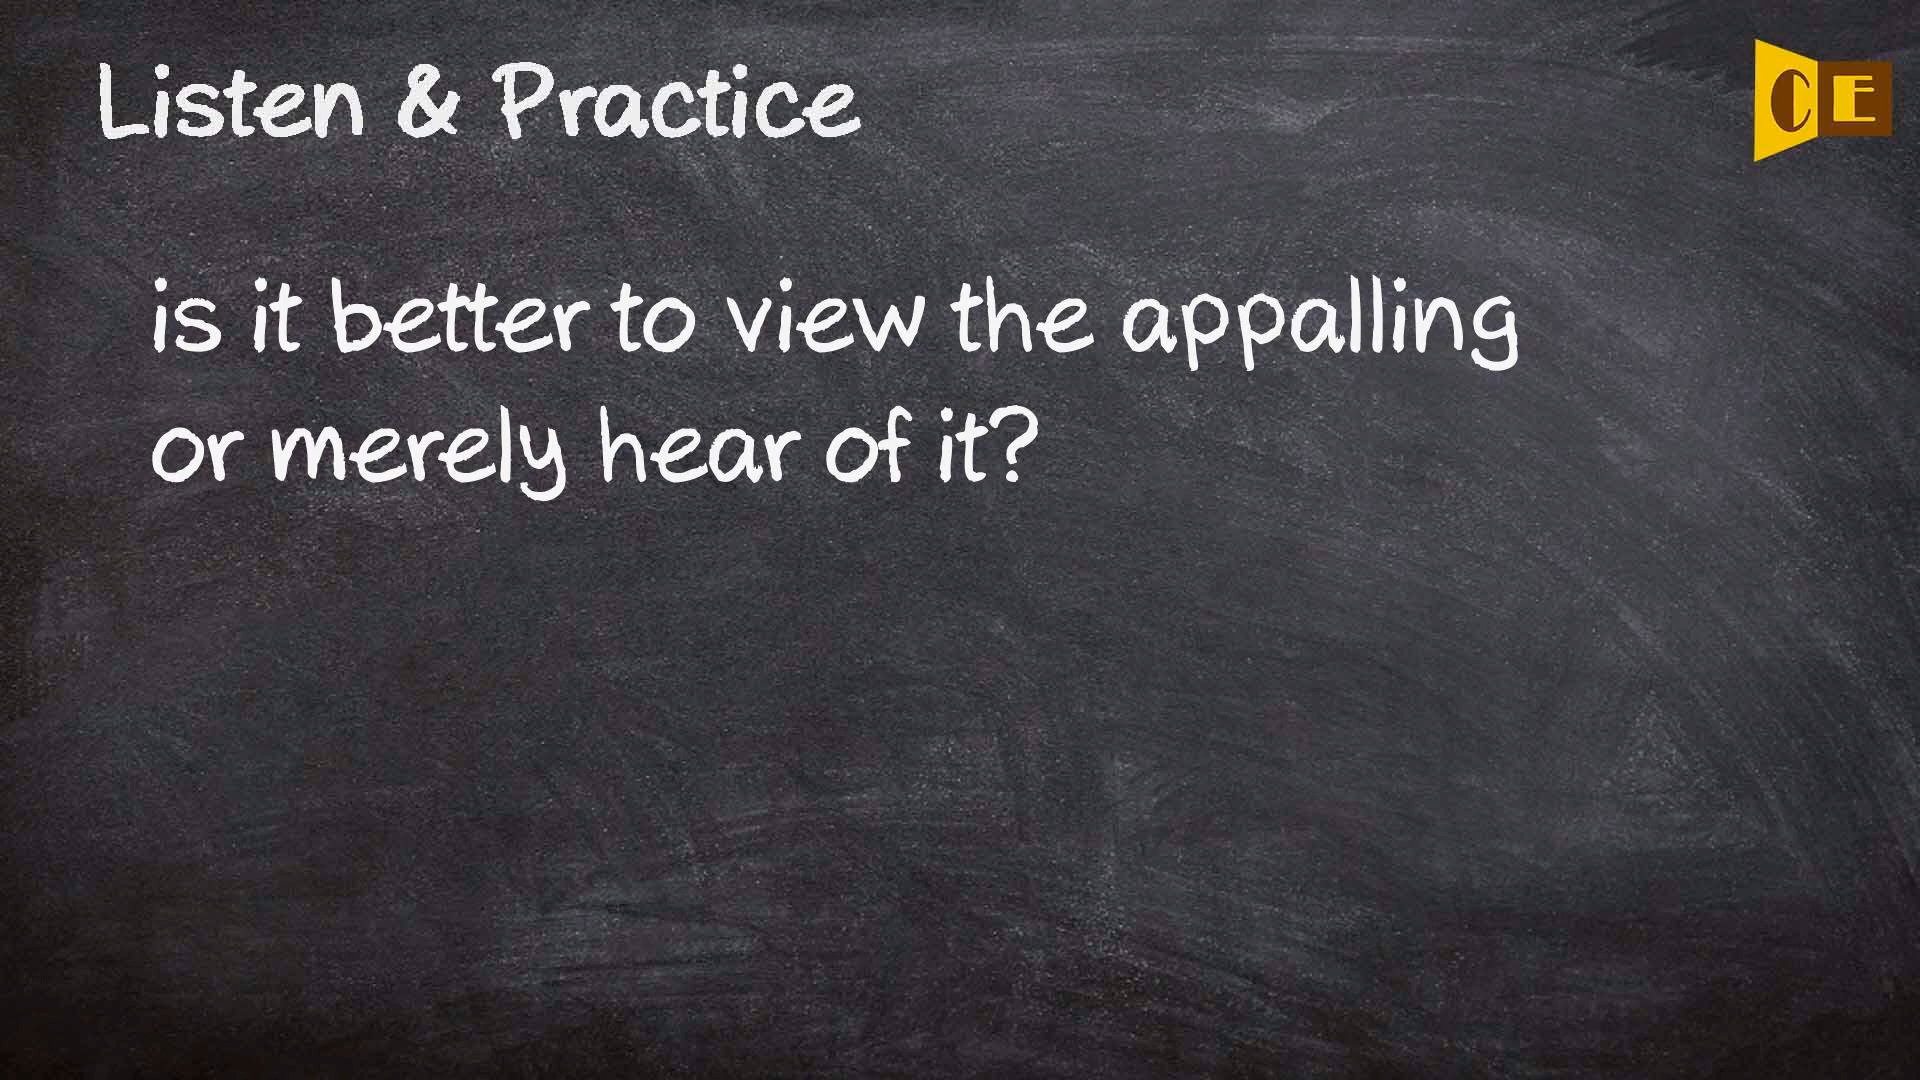 Listen & Practice
CE
is it better to view the appalling
or merely hear of it?